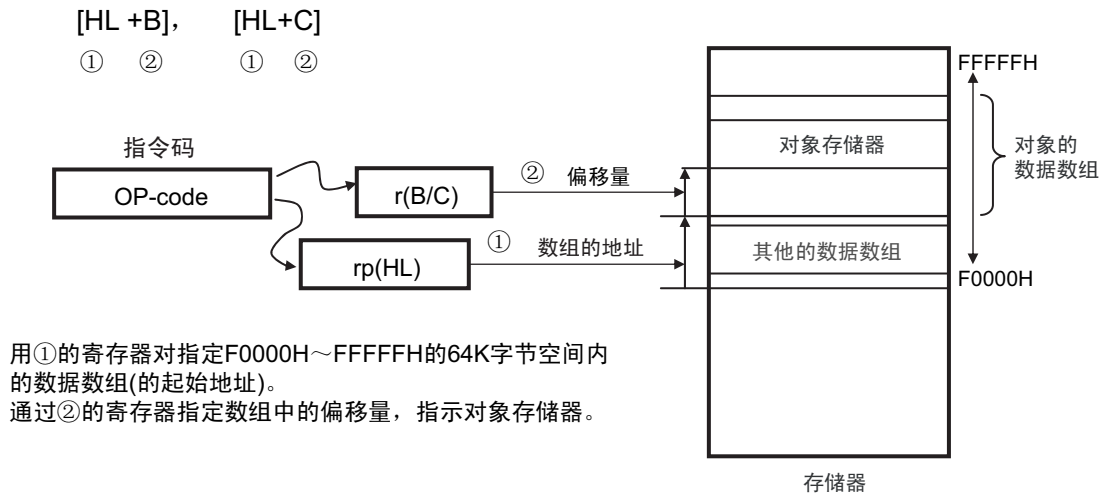 [HL +B],   [HL+C]
①  ②   ①  ②
FFFFFH
指令码
对象存储器
对象的
数据数组
OP-code
r(B/C)
② 偏移量
rp(HL)
① 数组的地址
其他的数据数组
F0000H
用①的寄存器对指定F0000H～FFFFFH的64K字节空间内
的数据数组(的起始地址)。
通过②的寄存器指定数组中的偏移量，指示对象存储器。
存储器